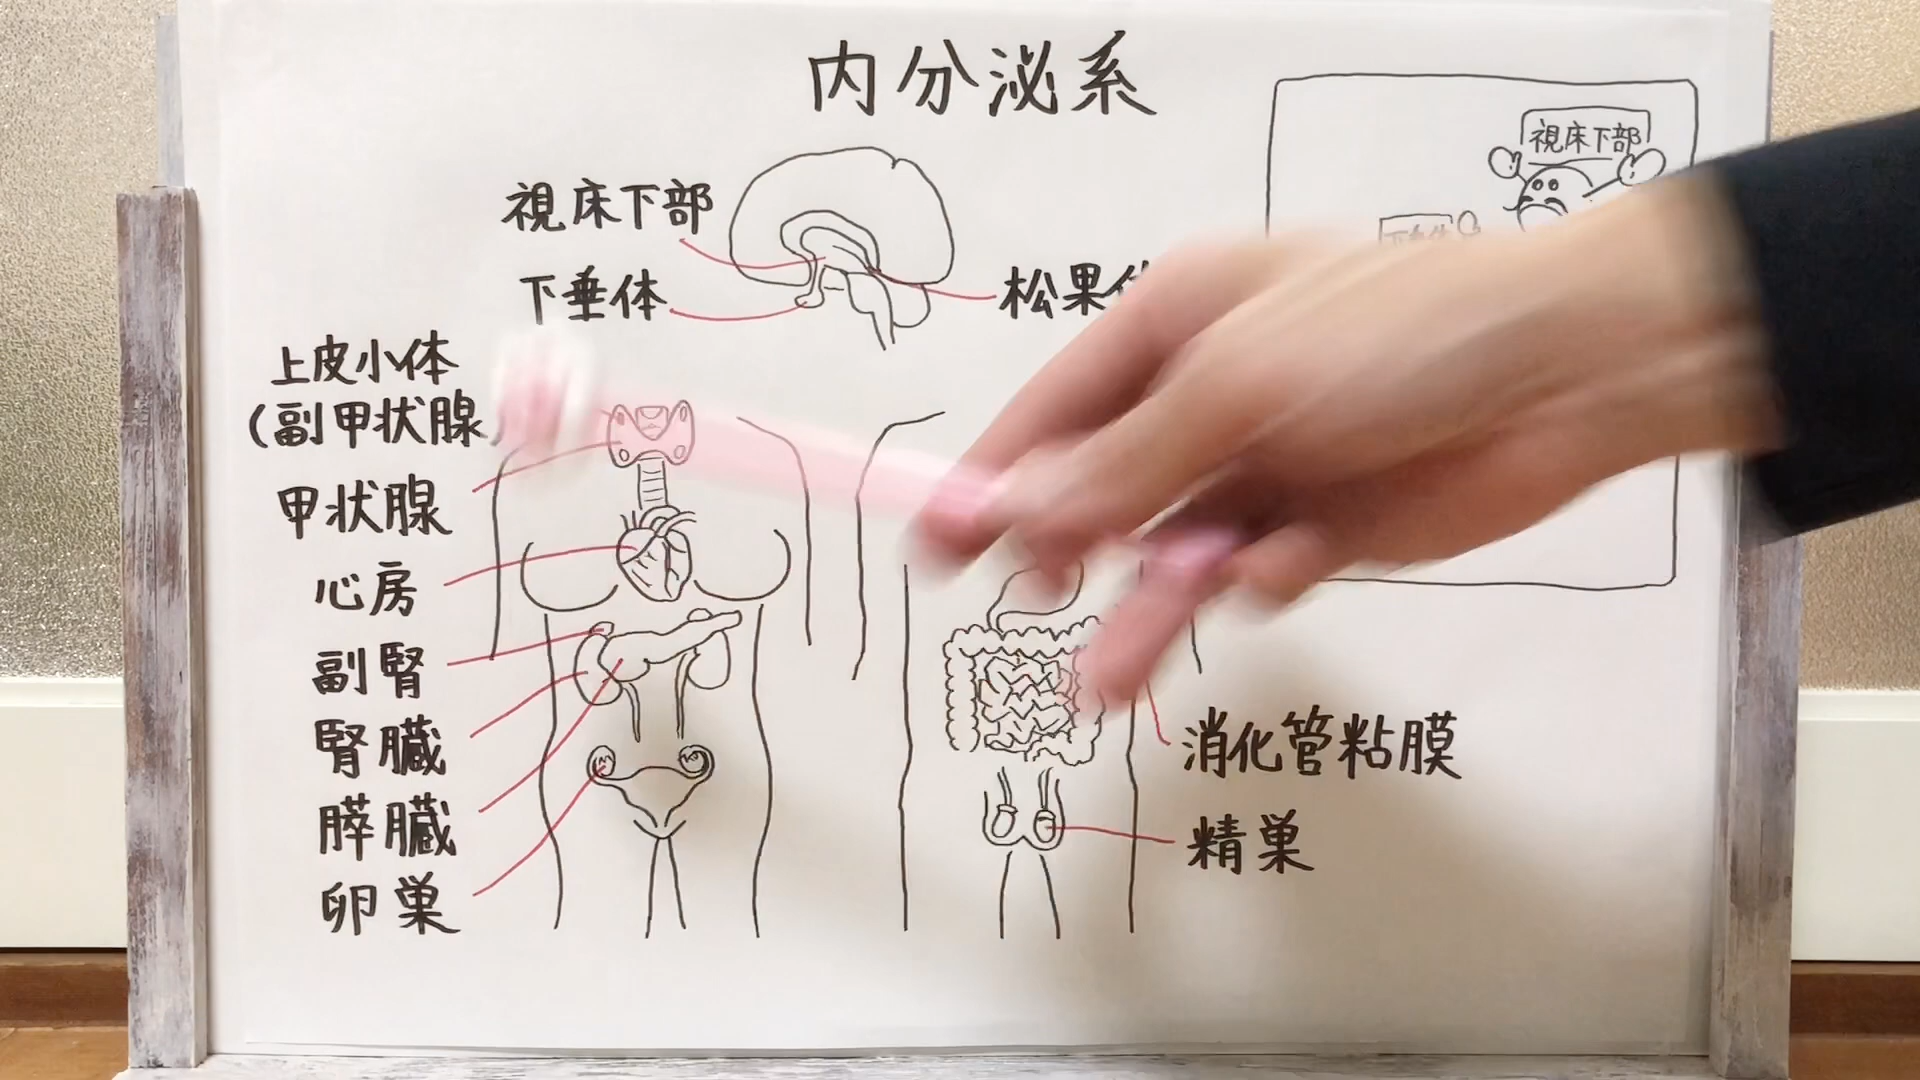 内分泌系
視床下部
視床下部
下垂体
松果
上皮小体
(副甲状腺
甲状腺
心房
副腎
腎臓
膵臓
卵巣
消化管粘膜
精巣